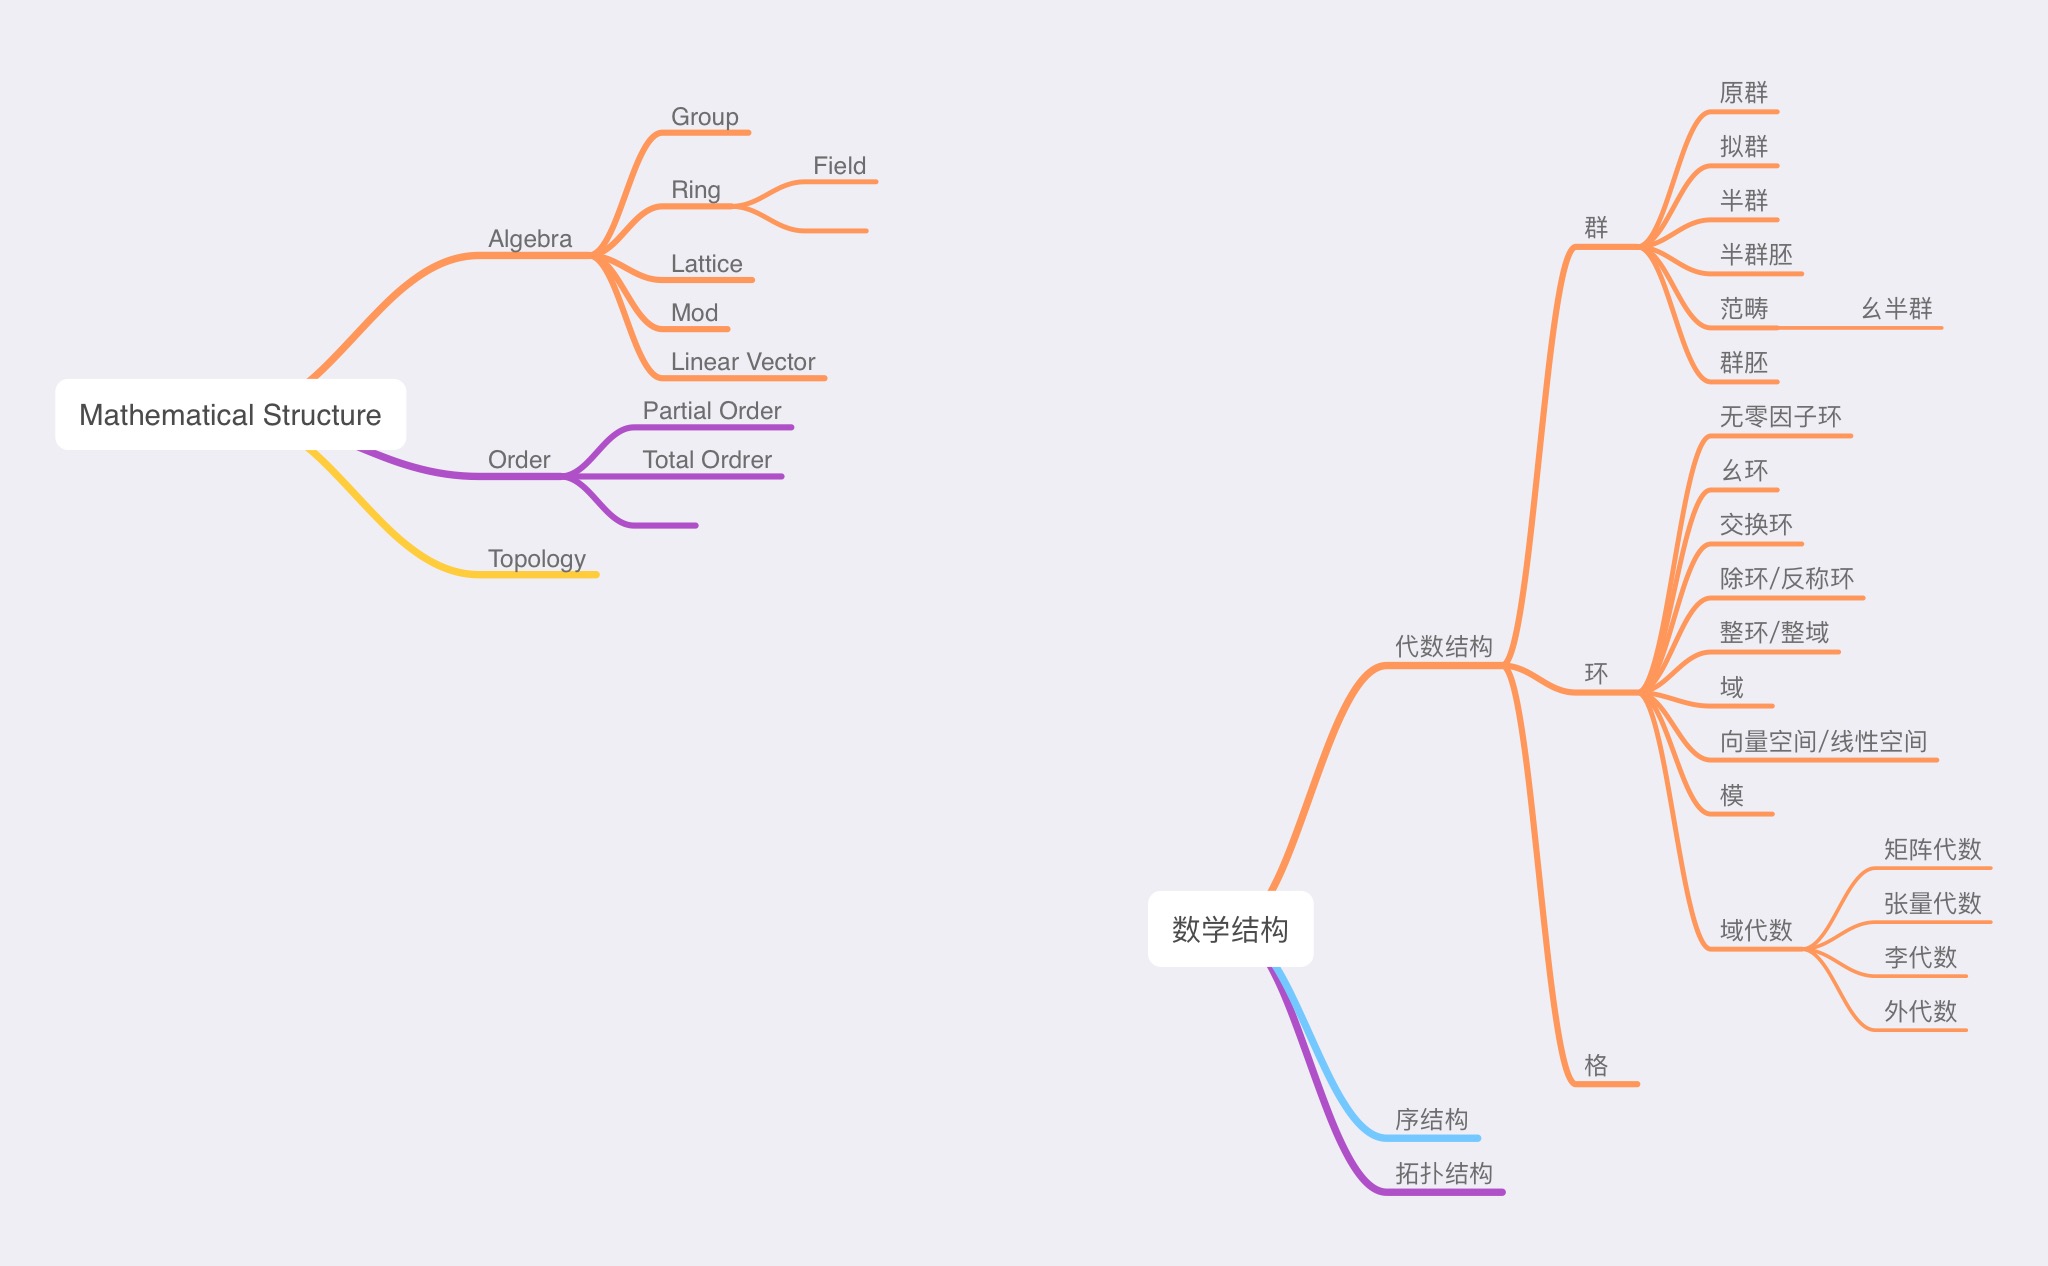 Mathematical Structure
Algebra
Group
Ring
Field
Lattice
Mod
Linear Vector
Order
Partial Order
Total Ordrer
Topology
数学结构
代数结构
群
原群
拟群
半群
半群胚
范畴
幺半群
群胚
环
无零因子环
幺环
交换环
除环/反称环
整环/整域
域
向量空间/线性空间
模
域代数
矩阵代数
张量代数
李代数
外代数
格
序结构
拓扑结构